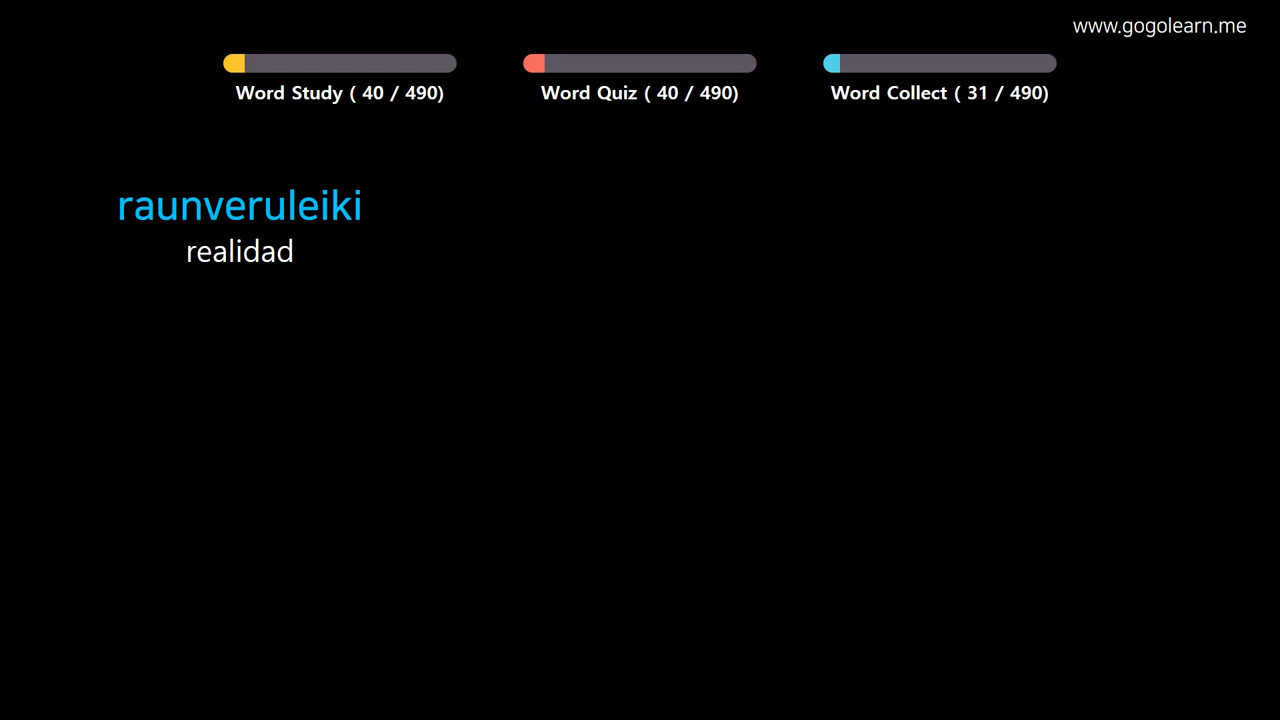 www.gogolearn.me
Word Study ( 40 / 490)
Word Quiz ( 40 / 490)
Word Collect ( 31 / 490)
raunveruleiki
realidad